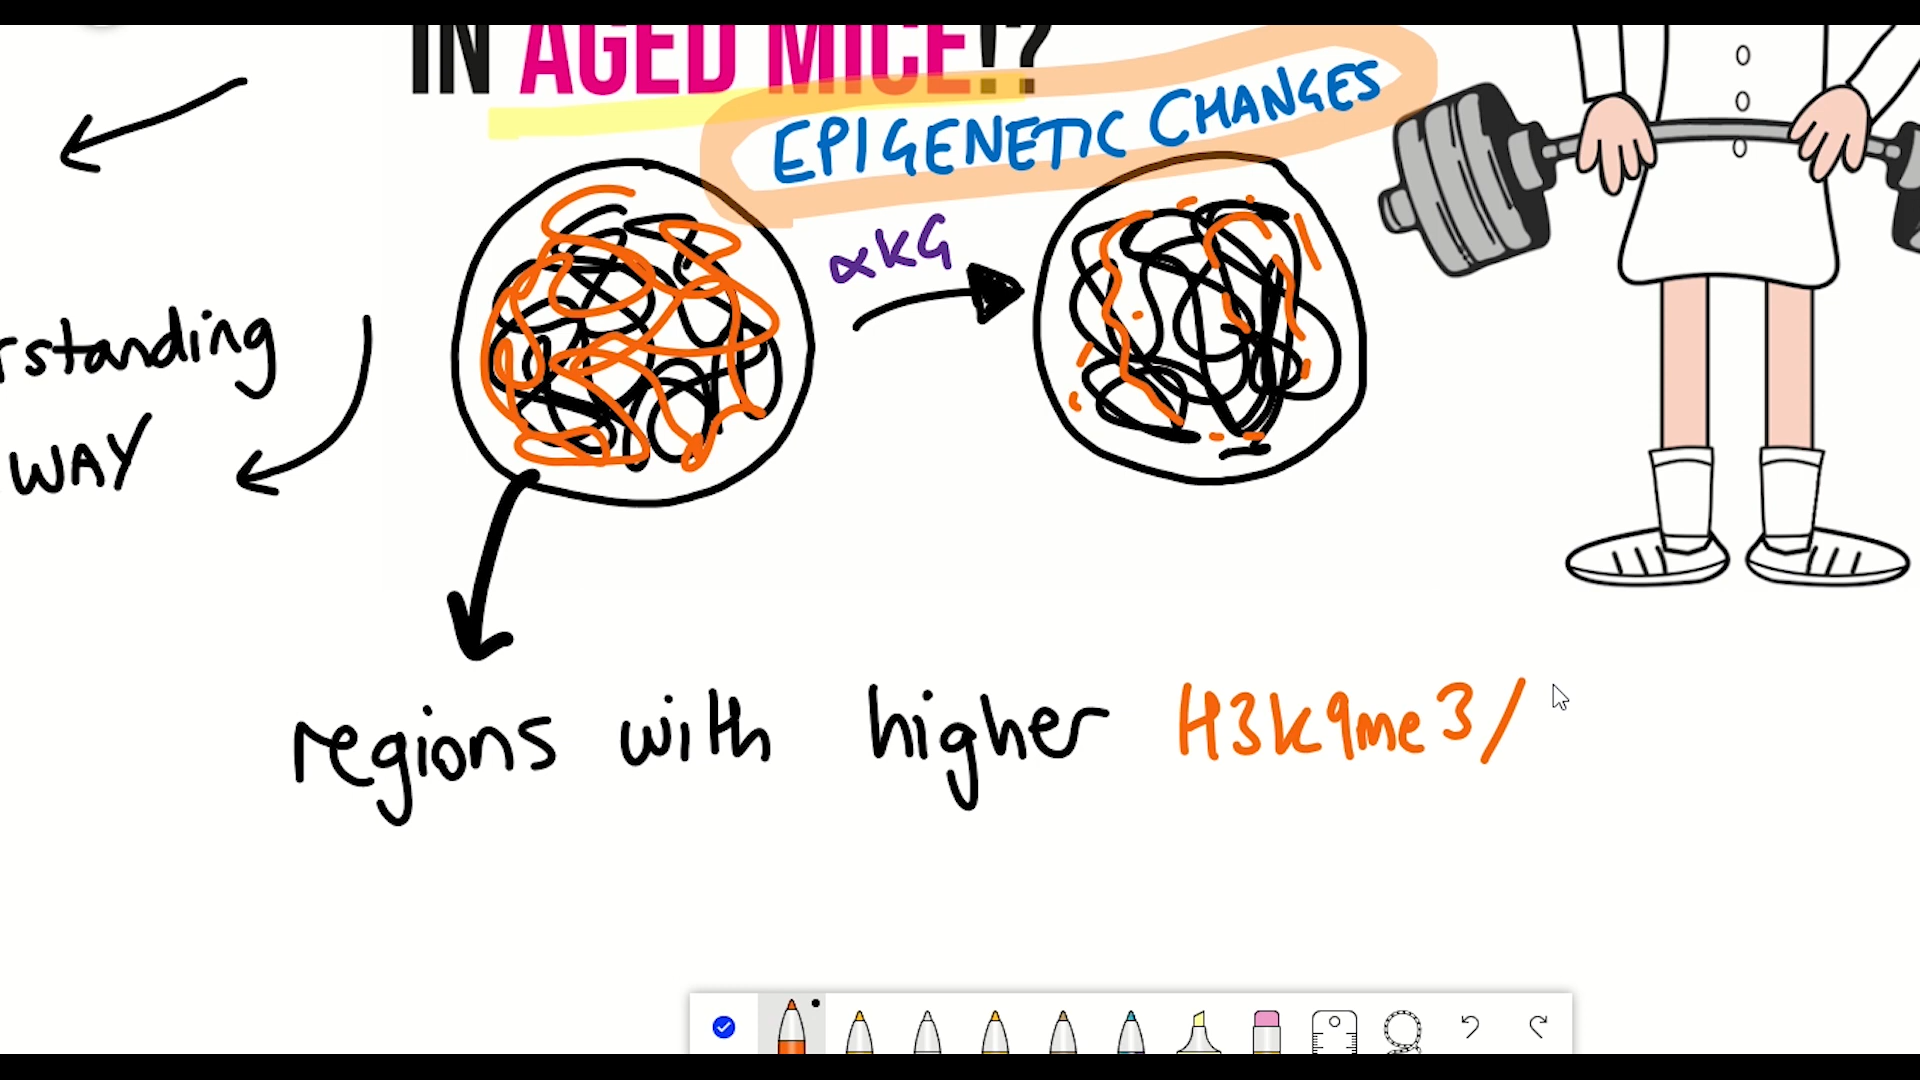 IN AGED MICE!?
EPIGENETIC CHANGES
αKG
rstanding
WAY
regions with higher H3K9me3/